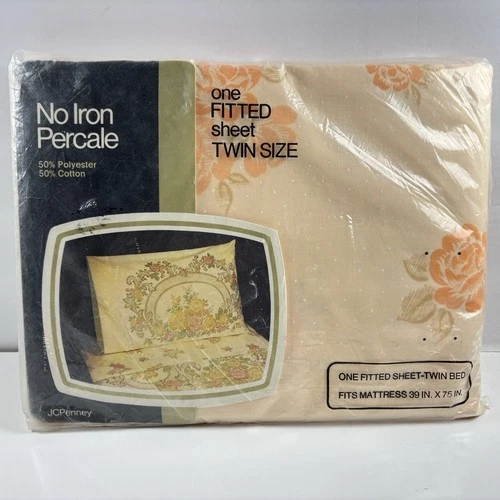 No Iron
Percale
50% Polyester
50% Cotton
one
FITTED
sheet
TWIN SIZE
JCPenney
ONE FITTED SHEET-TWIN BED
FITS MATTRESS 39 IN. X 75 IN.